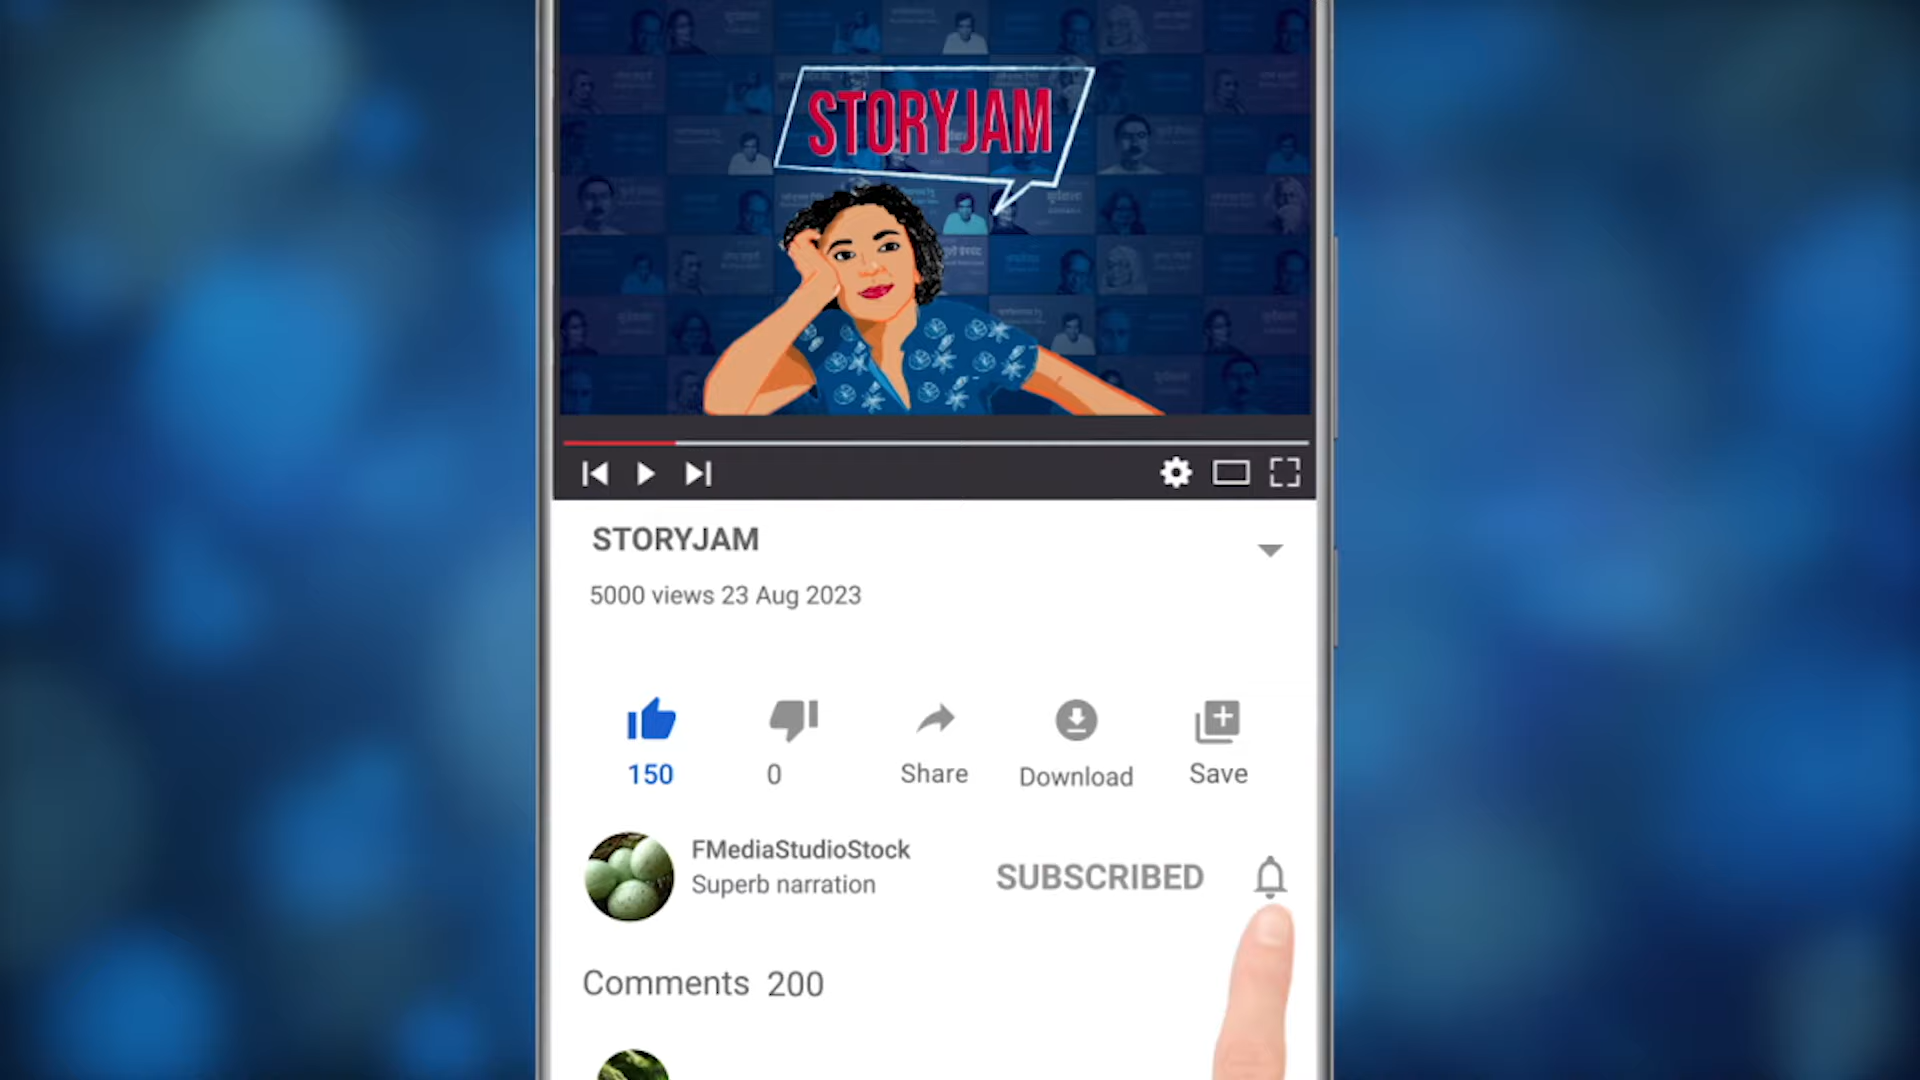 STORYJAM
STORYJAM
5000 views 23 Aug 2023
150
0
Share
Download
Save
FMediaStudioStock
Superb narration
SUBSCRIBED
Comments 200